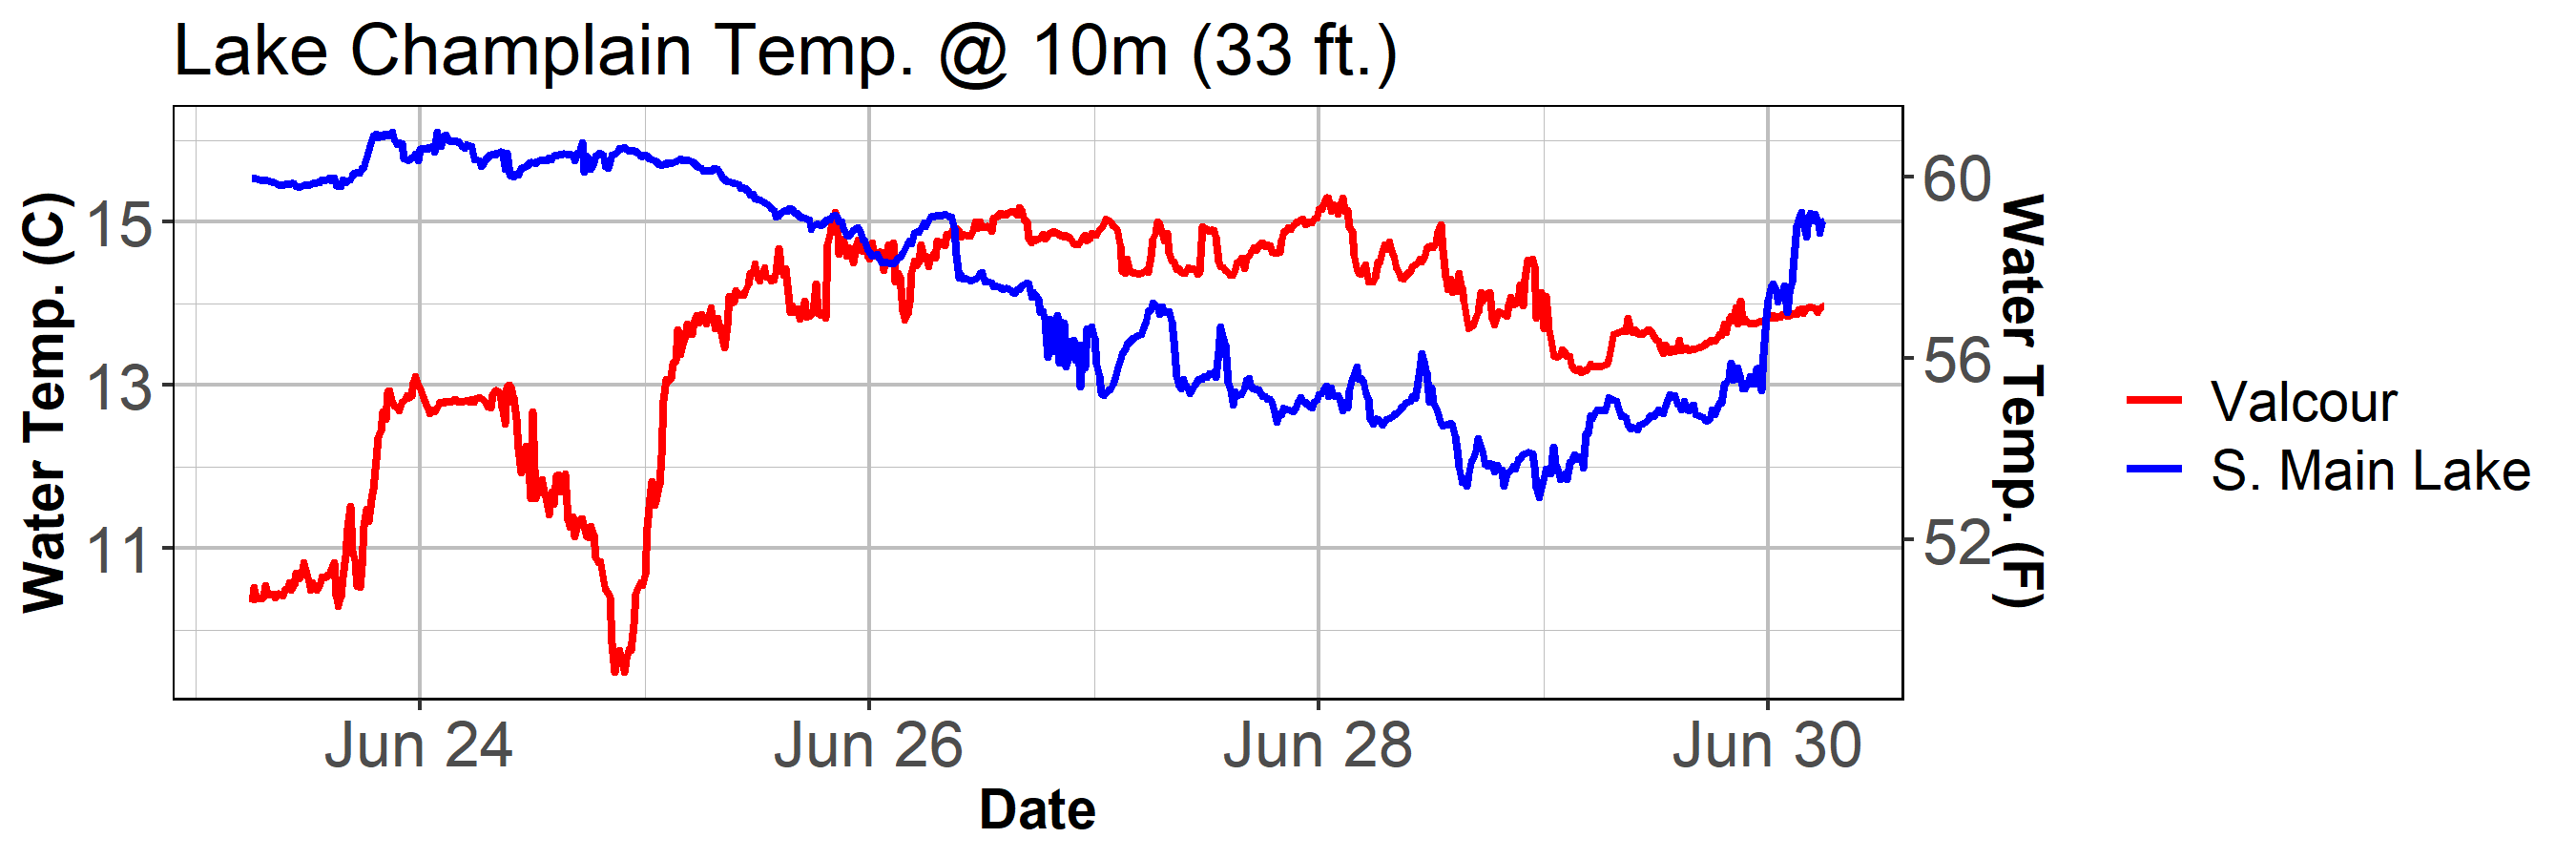 Lake Champlain Temp. @ 10m (33 ft.)
Water Temp. (C)
15
13
11
60
56
52
Water Temp. (F)
Jun 24
Jun 26
Jun 28
Jun 30
Date
Valcour
S. Main Lake